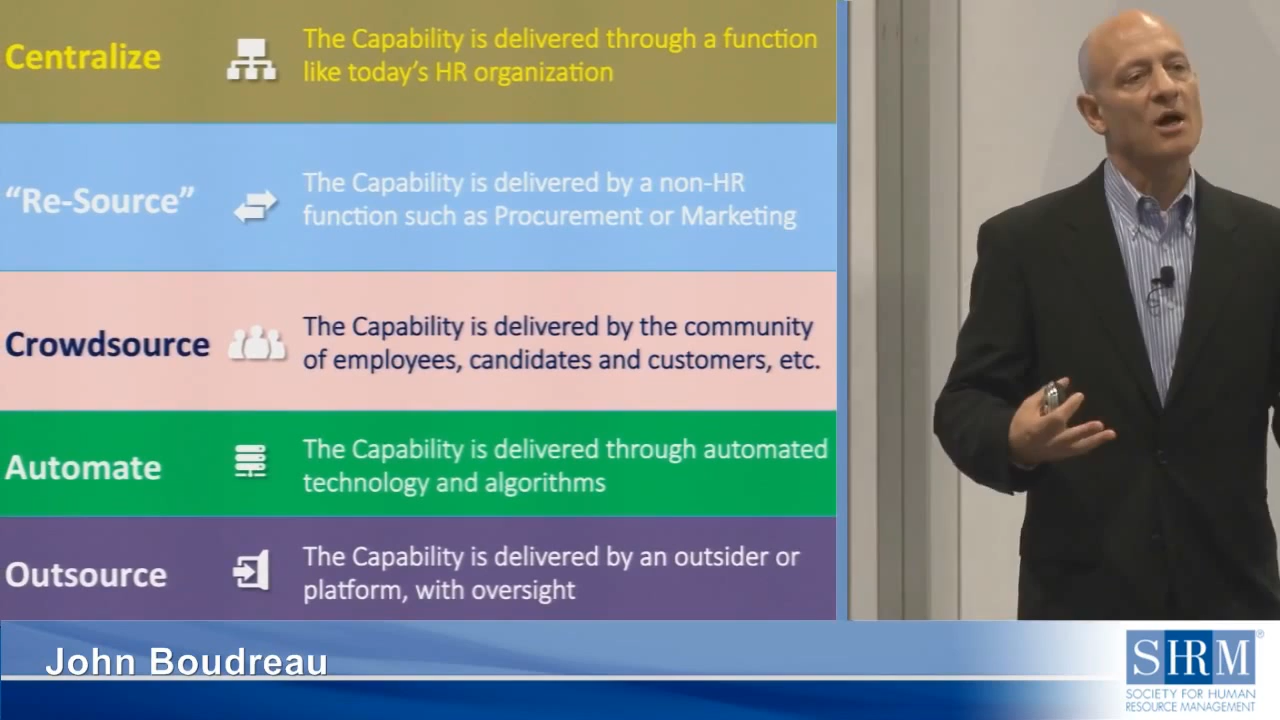 Centralize
The Capability is delivered through a function
like today's HR organization
“Re-Source”
The Capability is delivered by a non-HR
function such as Procurement or Marketing
Crowdsource
The Capability is delivered by the community
of employees, candidates and customers, etc.
Automate
The Capability is delivered through automated
technology and algorithms
Outsource
The Capability is delivered by an outsider or
platform, with oversight
John Boudreau
SHRM®
SOCIETY FOR HUMAN
RESOURCE MANAGEMENT